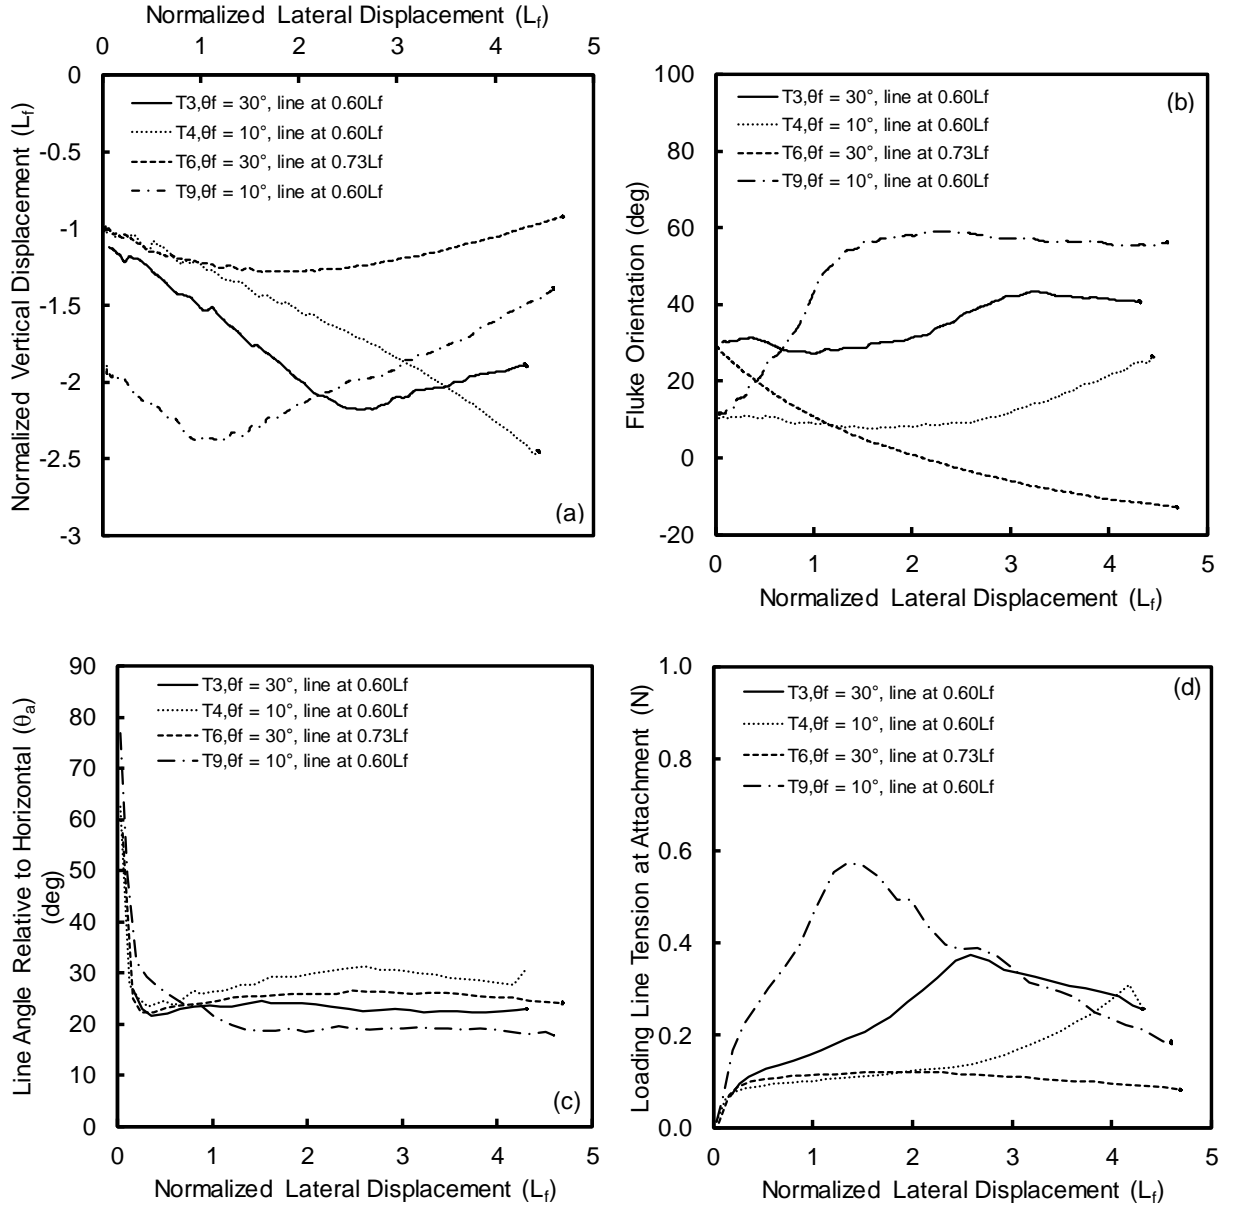 Normalized Lateral Displacement (Lf)
0 1 2 3 4 5
Normalized Vertical Displacement (Lf)
0
-0.5
-1
-1.5
-2
-2.5
-3
T3,θf = 30°, line at 0.60Lf
T4,θf = 10°, line at 0.60Lf
T6,θf = 30°, line at 0.73Lf
T9,θf = 10°, line at 0.60Lf
(a)
Fluke Orientation (deg)
100
80
60
40
20
0
-20
T3,θf = 30°, line at 0.60Lf
T4,θf = 10°, line at 0.60Lf
T6,θf = 30°, line at 0.73Lf
T9,θf = 10°, line at 0.60Lf
(b)
0 1 2 3 4 5
Normalized Lateral Displacement (Lf)
Line Angle Relative to Horizontal (θa)
(deg)
90
80
70
60
50
40
30
20
10
0
T3,θf = 30°, line at 0.60Lf
T4,θf = 10°, line at 0.60Lf
T6,θf = 30°, line at 0.73Lf
T9,θf = 10°, line at 0.60Lf
(c)
0 1 2 3 4 5
Normalized Lateral Displacement (Lf)
Loading Line Tension at Attachment (N)
1.0
0.8
0.6
0.4
0.2
0.0
T3,θf = 30°, line at 0.60Lf
T4,θf = 10°, line at 0.60Lf
T6,θf = 30°, line at 0.73Lf
T9,θf = 10°, line at 0.60Lf
(d)
0 1 2 3 4 5
Normalized Lateral Displacement (Lf)